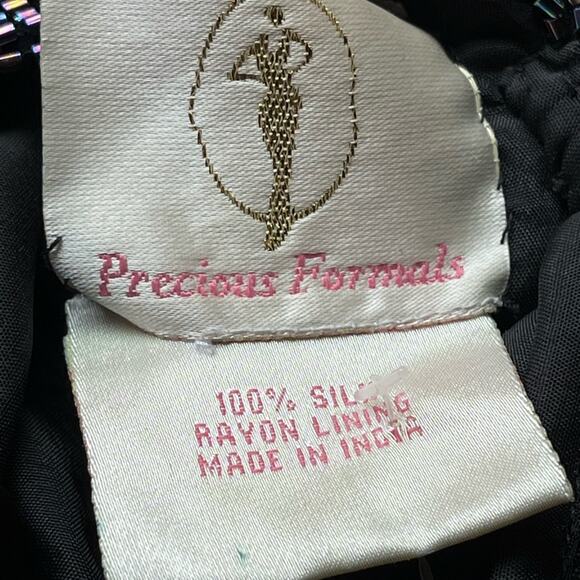 Precious Formals
100% SILK
RAYON LINING
MADE IN INDIA